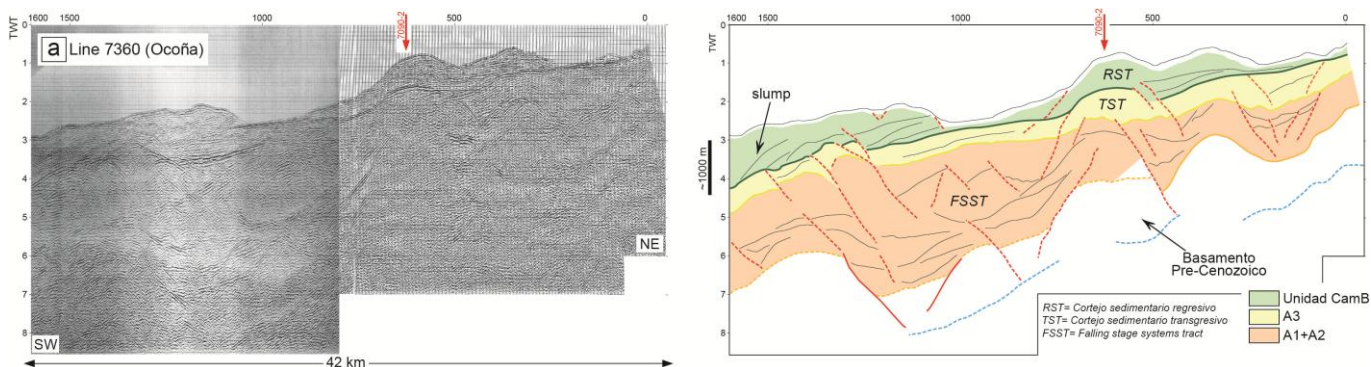 1600 1500 1000 500 0
7090-2
TWT
a Line 7360 (Ocoña)
0
1
2
3
4
5
6
7
8
SW
NE
42 km
1600 1500 1000 500 0
7090-2
TWT
0
1
2
3
4
5
6
7
8
~1000 m
slump
RST
TST
FSST
Basamento
Pre-Cenozoico
RST= Cortejo sedimentario regresivo
TST= Cortejo sedimentario transgresivo
FSST= Falling stage systems tract
Unidad CamB
A3
A1+A2